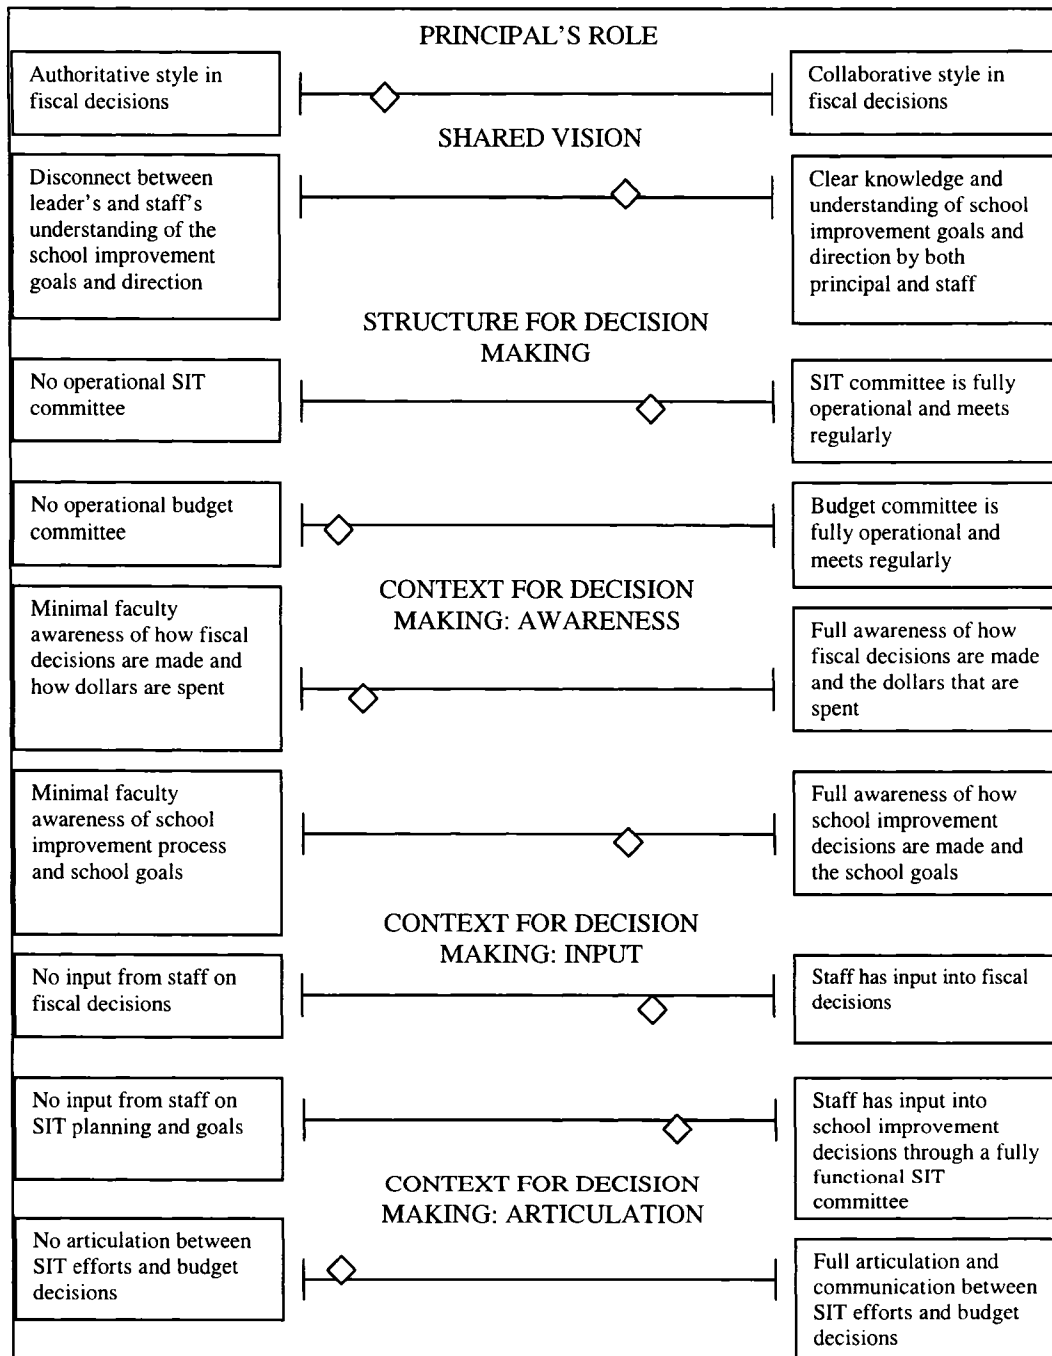 PRINCIPAL'S ROLE
Authoritative style in
fiscal decisions
Collaborative style in
fiscal decisions
SHARED VISION
Disconnect between
leader's and staff's
understanding of the
school improvement
goals and direction
Clear knowledge and
understanding of school
improvement goals and
direction by both
principal and staff
STRUCTURE FOR DECISION
MAKING
No operational SIT
committee
SIT committee is fully
operational and meets
regularly
No operational budget
committee
Budget committee is
fully operational and
meets regularly
CONTEXT FOR DECISION
MAKING: AWARENESS
Minimal faculty
awareness of how fiscal
decisions are made and
how dollars are spent
Full awareness of how
fiscal decisions are made
and the dollars that are
spent
Minimal faculty
awareness of school
improvement process
and school goals
Full awareness of how
school improvement
decisions are made and
the school goals
CONTEXT FOR DECISION
MAKING: INPUT
No input from staff on
fiscal decisions
Staff has input into fiscal
decisions
No input from staff on
SIT planning and goals
Staff has input into
school improvement
decisions through a fully
functional SIT
committee
CONTEXT FOR DECISION
MAKING: ARTICULATION
No articulation between
SIT efforts and budget
decisions
Full articulation and
communication between
SIT efforts and budget
decisions